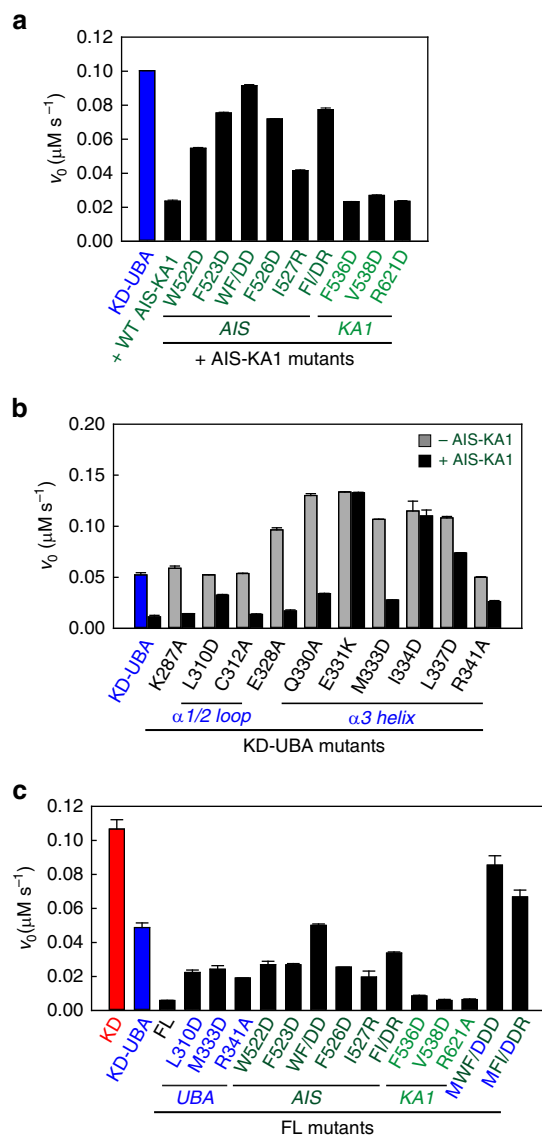 a
v0 (μM s−1)
0.12
0.10
0.08
0.06
0.04
0.02
0.00
KD-UBA
+ WT AIS-KA1
W522D
F523D
WF/DD
F526D
I527R
FI/DR
F536D
V538D
R621D
AIS
KA1
+ AIS-KA1 mutants
b
v0 (μM s−1)
0.20
0.15
0.10
0.05
0.00
– AIS-KA1
+ AIS-KA1
KD-UBA
K287A
L310D
C312A
E328A
Q330A
E331K
M333D
I334D
L337D
R341A
α1/2 loop
α3 helix
KD-UBA mutants
c
v0 (μM s−1)
0.12
0.10
0.08
0.06
0.04
0.02
0.00
KD
KD-UBA
FL
L310D
M333D
R341A
W522D
F523D
WF/DD
F526D
I527R
FI/DR
F536D
V538D
R621A
MWF/DDD
MFI/DDR
UBA
AIS
KA1
FL mutants